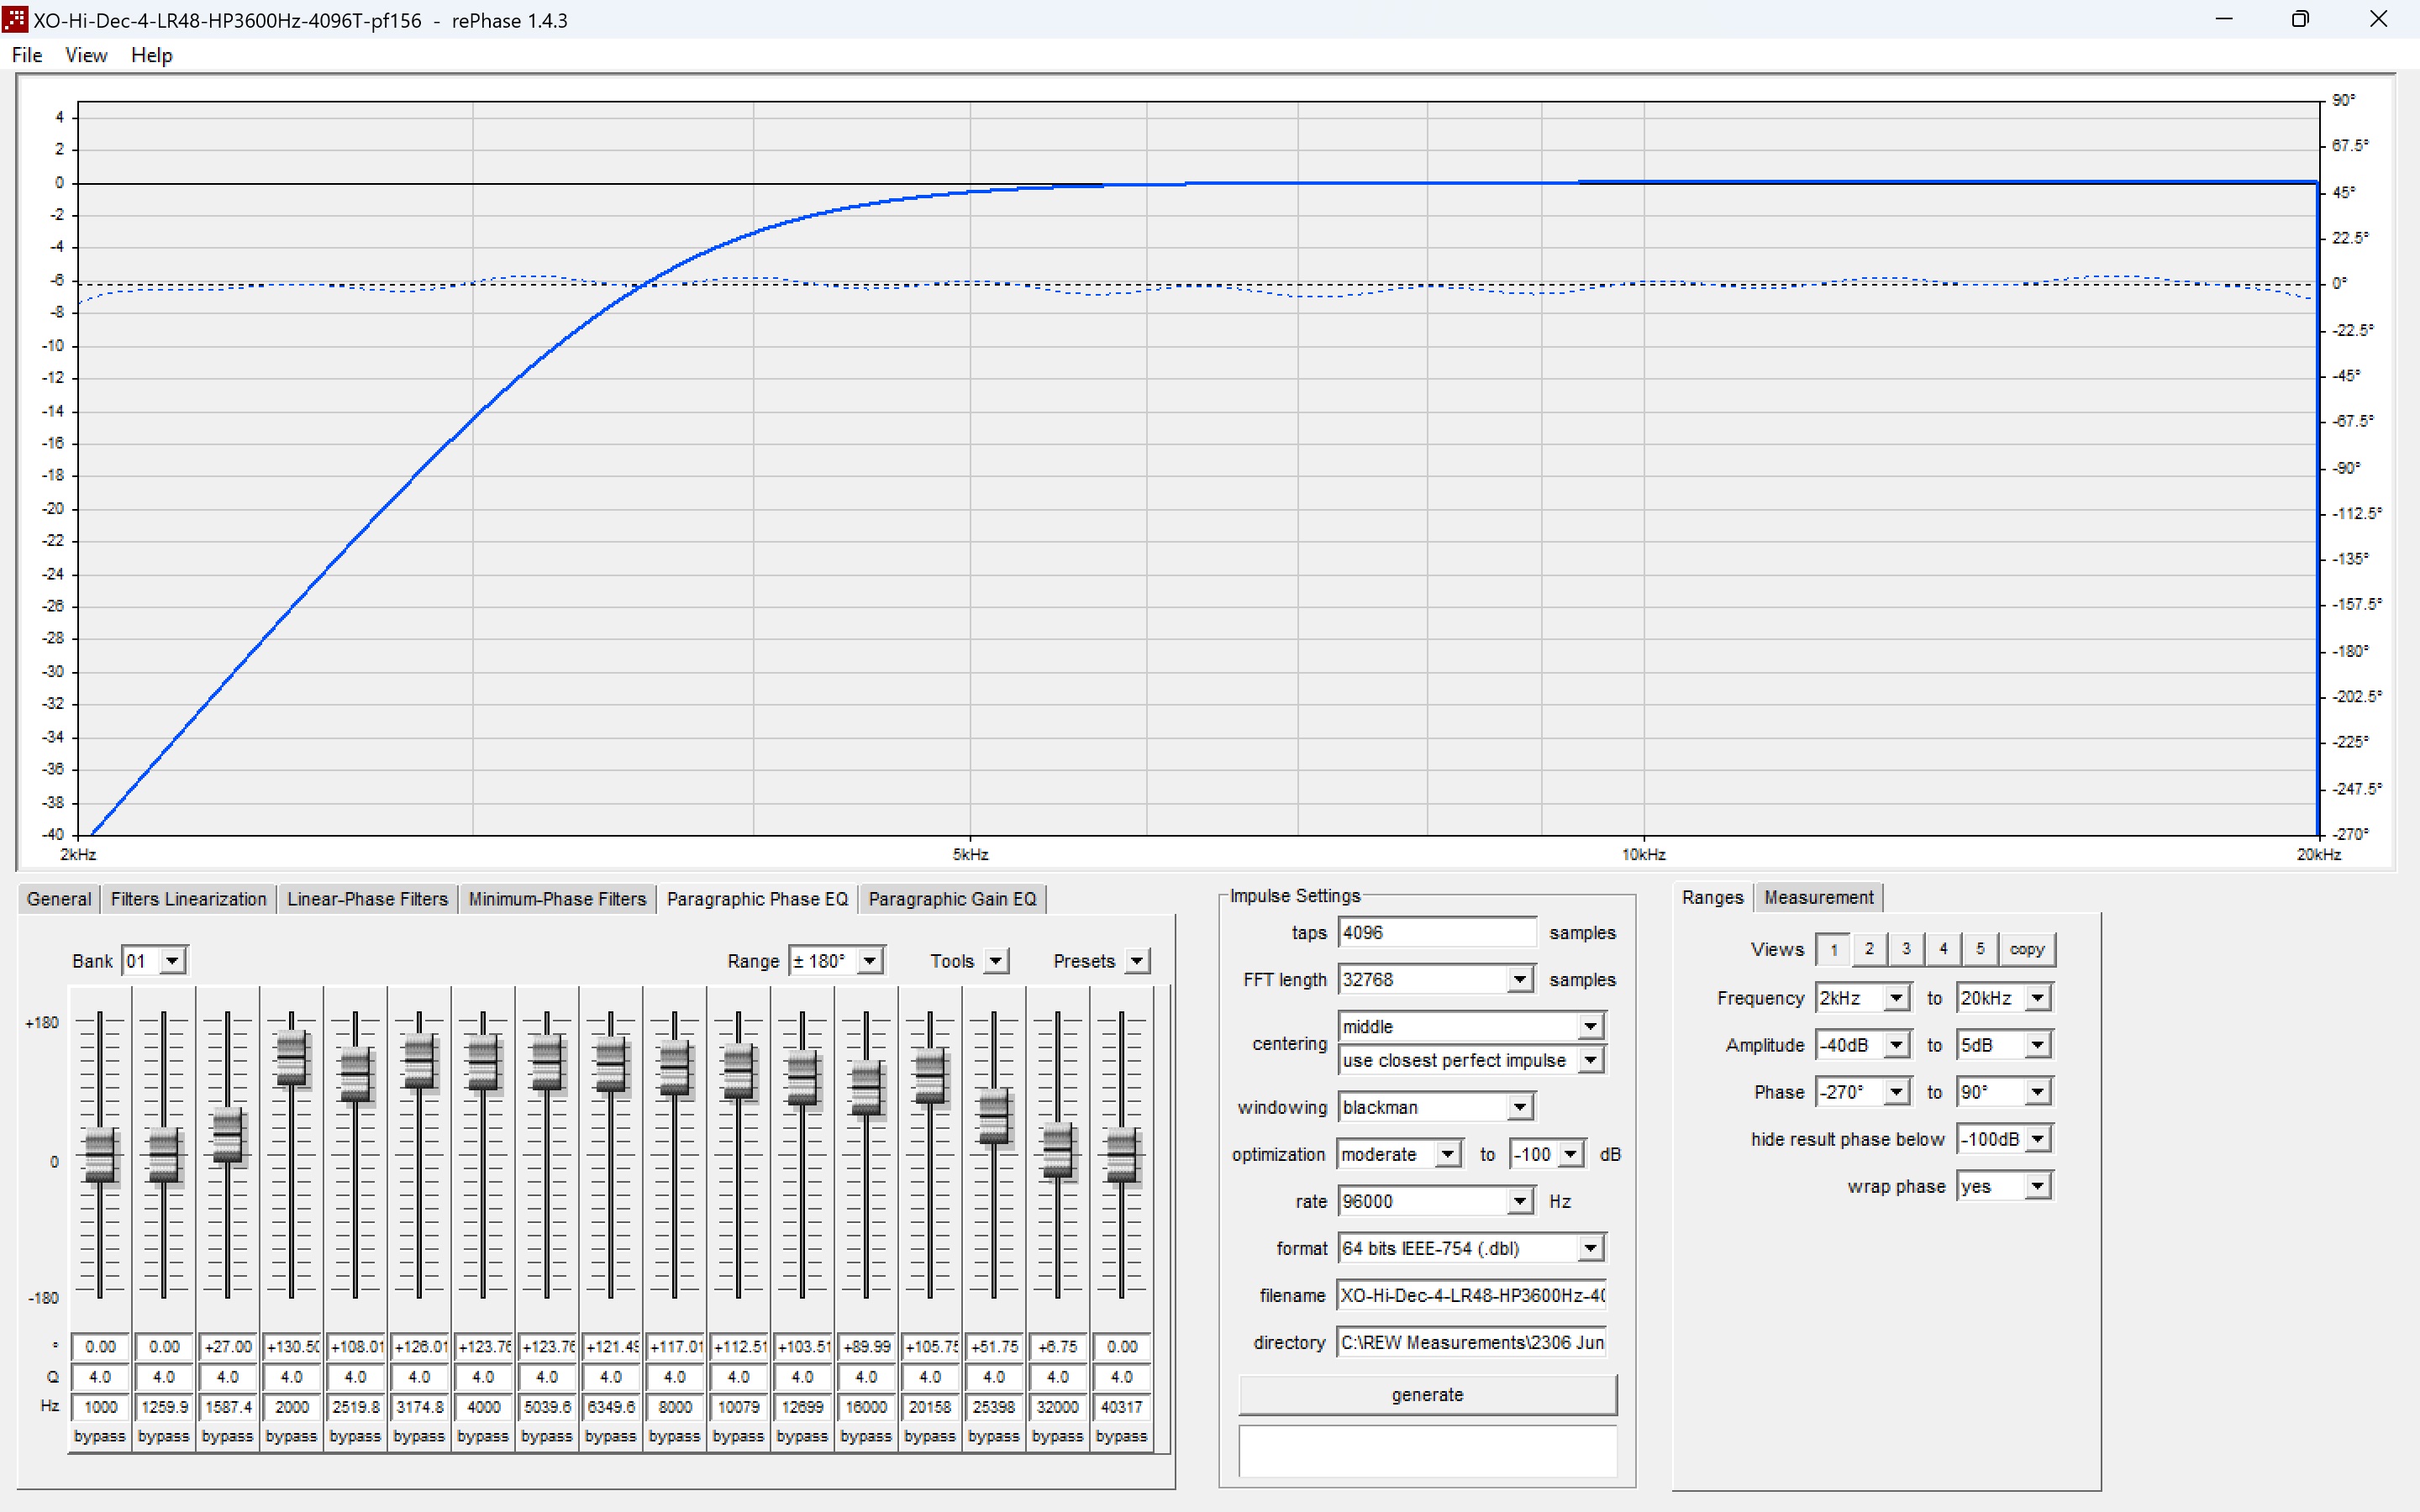 XO-Hi-Dec-4-LR48-HP3600Hz-4096T-pf156 - rePhase 1.4.3
File View Help
4
2
0
-2
-4
-6
-8
-10
-12
-14
-16
-18
-20
-22
-24
-26
-28
-30
-32
-34
-36
-38
-40
90°
67.5°
45°
22.5°
0°
-22.5°
-45°
-67.5°
-90°
-112.5°
-135°
-157.5°
-180°
-202.5°
-225°
-247.5°
-270°
2kHz 5kHz 10kHz 20kHz
General Filters Linearization Linear-Phase Filters Minimum-Phase Filters Paragraphic Phase EQ Paragraphic Gain EQ
Bank 01 Range ± 180° Tools Presets
+180
0
-180
° 0.00 0.00 +27.00 +130.50 +108.01 +126.01 +123.76 +123.76 +121.49 +117.01 +112.51 +103.51 +89.99 +105.75 +51.75 +6.75 0.00
Q 4.0 4.0 4.0 4.0 4.0 4.0 4.0 4.0 4.0 4.0 4.0 4.0 4.0 4.0 4.0 4.0 4.0
Hz 1000 1259.9 1587.4 2000 2519.8 3174.8 4000 5039.6 6349.6 8000 10079 12699 16000 20158 25398 32000 40317
bypass bypass bypass bypass bypass bypass bypass bypass bypass bypass bypass bypass bypass bypass bypass bypass bypass
Impulse Settings
taps 4096 samples
FFT length 32768 samples
centering middle
use closest perfect impulse
windowing blackman
optimization moderate to -100 dB
rate 96000 Hz
format 64 bits IEEE-754 (.dbl)
filename XO-Hi-Dec-4-LR48-HP3600Hz-40
directory C:\REW Measurements\2306 Jun
generate
Ranges Measurement
Views 1 2 3 4 5 copy
Frequency 2kHz to 20kHz
Amplitude -40dB to 5dB
Phase -270° to 90°
hide result phase below -100dB
wrap phase yes